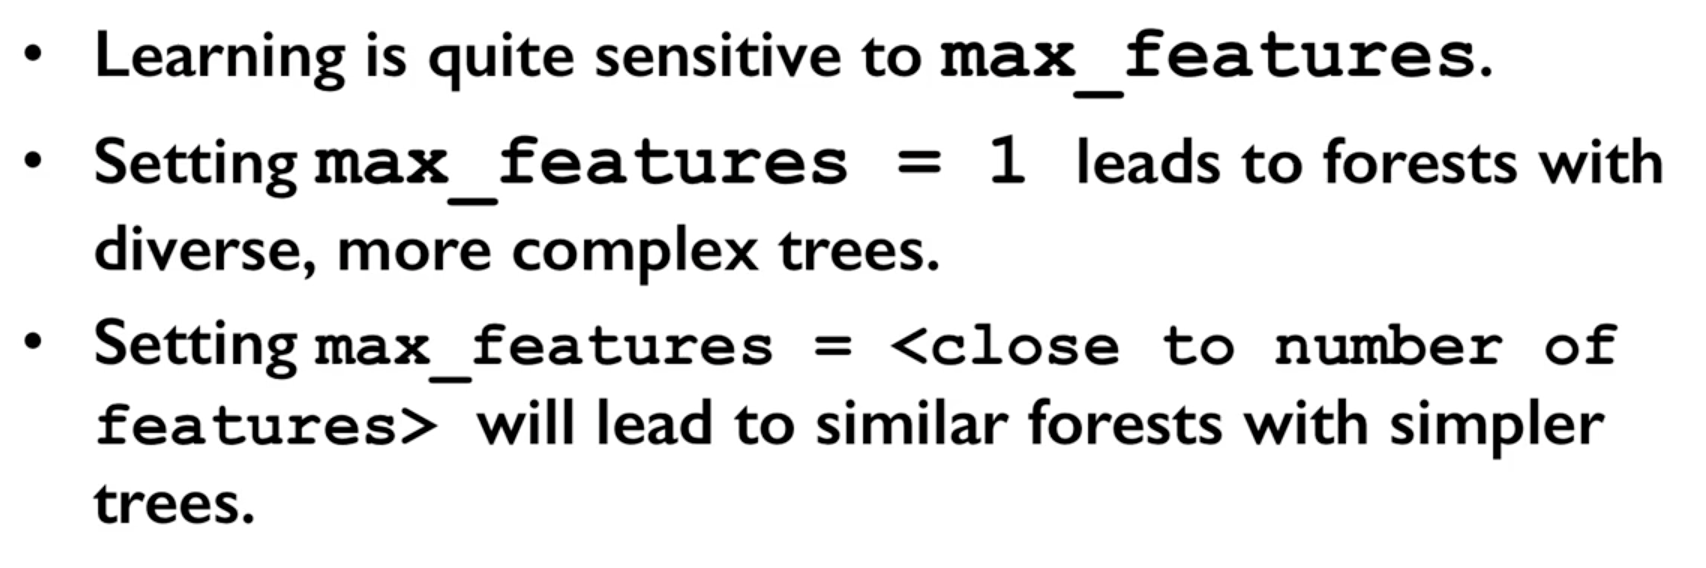 • Learning is quite sensitive to max_features.
• Setting max_features = 1 leads to forests with
diverse, more complex trees.
• Setting max_features = <close to number of
features> will lead to similar forests with simpler
trees.